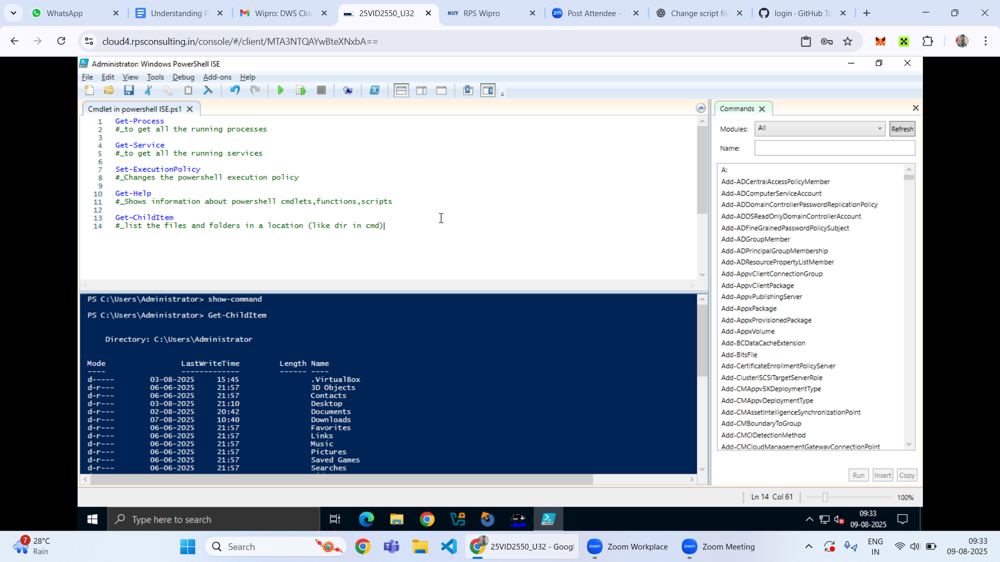 WhatsApp
Understanding P
Wipro: DWS Clou
25VID2550_U32
NIIT RPS Wipro
zm Post Attendee - Z
Change script file
login · GitHub To
cloud4.rpsconsulting.in/console/#/client/MTA3NTQAYwBteXNxbA==
Administrator: Windows PowerShell ISE
File Edit View Tools Debug Add-ons Help
Cmdlet in powershell ISE.ps1
1 Get-Process
2 #_to get all the running processes
3
4 Get-Service
5 #_to get all the running services
6
7 Set-ExecutionPolicy
8 #_Changes the powershell execution policy
9
10 Get-Help
11 #_Shows information about powershell cmdlets,functions,scripts
12
13 Get-ChildItem
14 #_list the files and folders in a location (like dir in cmd)
PS C:\Users\Administrator> show-command
PS C:\Users\Administrator> Get-ChildItem
Directory: C:\Users\Administrator
Mode LastWriteTime Length Name
---- ------------- ------ ----
d----- 03-08-2025 15:45 .VirtualBox
d-r--- 06-06-2025 21:57 3D Objects
d-r--- 06-06-2025 21:57 Contacts
d-r--- 03-08-2025 21:10 Desktop
d-r--- 02-08-2025 20:42 Documents
d-r--- 07-08-2025 10:40 Downloads
d-r--- 06-06-2025 21:57 Favorites
d-r--- 06-06-2025 21:57 Links
d-r--- 06-06-2025 21:57 Music
d-r--- 06-06-2025 21:57 Pictures
d-r--- 06-06-2025 21:57 Saved Games
d-r--- 06-06-2025 21:57 Searches
Commands
Modules: All Refresh
Name:
A:
Add-ADCentralAccessPolicyMember
Add-ADComputerServiceAccount
Add-ADDomainControllerPasswordReplicationPolicy
Add-ADDSReadOnlyDomainControllerAccount
Add-ADFineGrainedPasswordPolicySubject
Add-ADGroupMember
Add-ADPrincipalGroupMembership
Add-ADResourcePropertyListMember
Add-AppvClientConnectionGroup
Add-AppvClientPackage
Add-AppvPublishingServer
Add-AppxPackage
Add-AppxProvisionedPackage
Add-AppxVolume
Add-BCDataCacheExtension
Add-BitsFile
Add-CertificateEnrollmentPolicyServer
Add-ClusteriSCSITargetServerRole
Add-CMAppv5XDeploymentType
Add-CMAppvDeploymentType
Add-CMAssetIntelligenceSynchronizationPoint
Add-CMBoundaryToGroup
Add-CMCIDetectionMethod
Add-CMCloudManagementGatewayConnectionPoint
Run Insert Copy
Ln 14 Col 61 100%
Type here to search
09:33
09-08-2025
7 28°C
Rain
Search
25VID2550_U32 - Googl
zoom Zoom Workplace
zoom Zoom Meeting
ENG
IN
09:33
09-08-2025